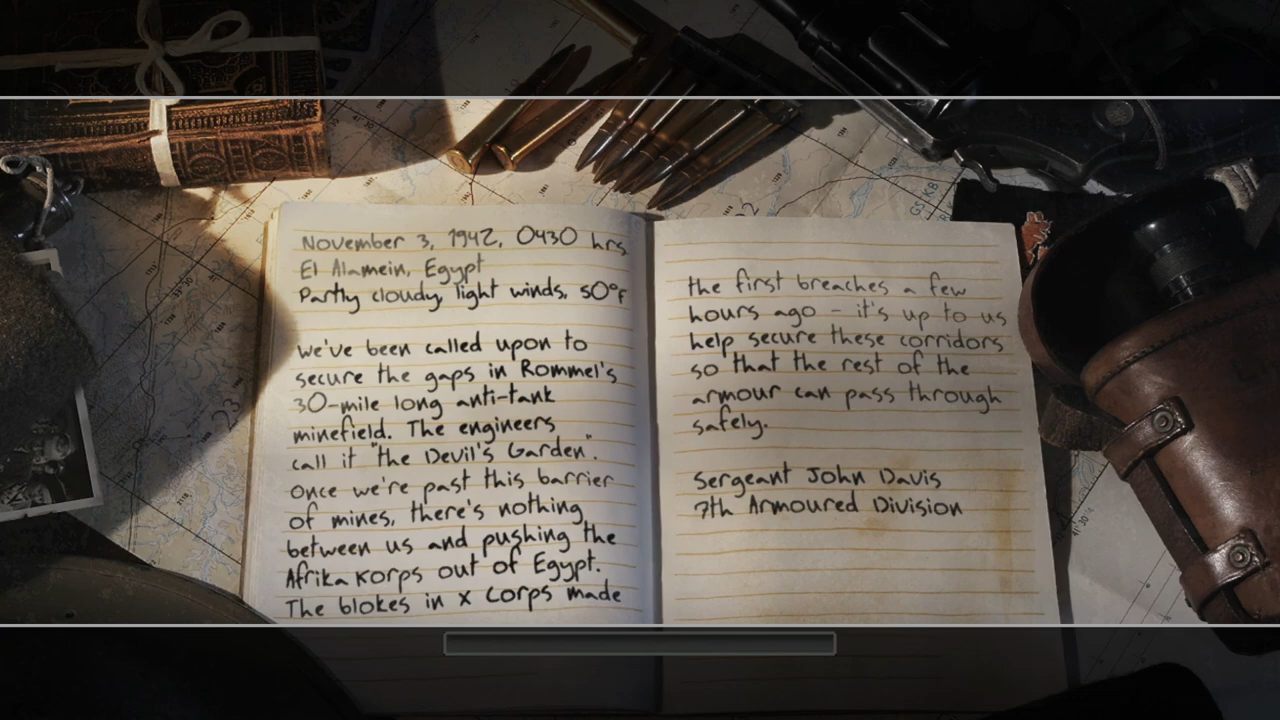 November 3, 1942, 0430 hrs
El Alamein, Egypt
Partly cloudy, light winds, 50°F
We've been called upon to
secure the gaps in Rommel's
30-mile long anti-tank
minefield. The engineers
call it "the Devil's Garden".
Once we're past this barrier
of mines, there's nothing
between us and pushing the
Afrika Korps out of Egypt.
The blokes in X Corps made
the first breaches a few
hours ago - it's up to us
help secure these corridors
so that the rest of the
armour can pass through
safely.
Sergeant John Davis
7th Armoured Division